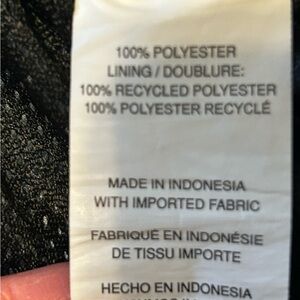 100% POLYESTER
LINING / DOUBLURE:
100% RECYCLED POLYESTER
100% POLYESTER RECYCLÉ
MADE IN INDONESIA
WITH IMPORTED FABRIC
FABRIQUÉ EN INDONÉSIE
DE TISSU IMPORTE
HECHO EN INDONESIA